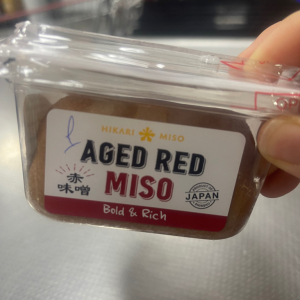 HIKARI MISO
AGED RED
MISO
赤
味噌
JAPAN
Bold & Rich